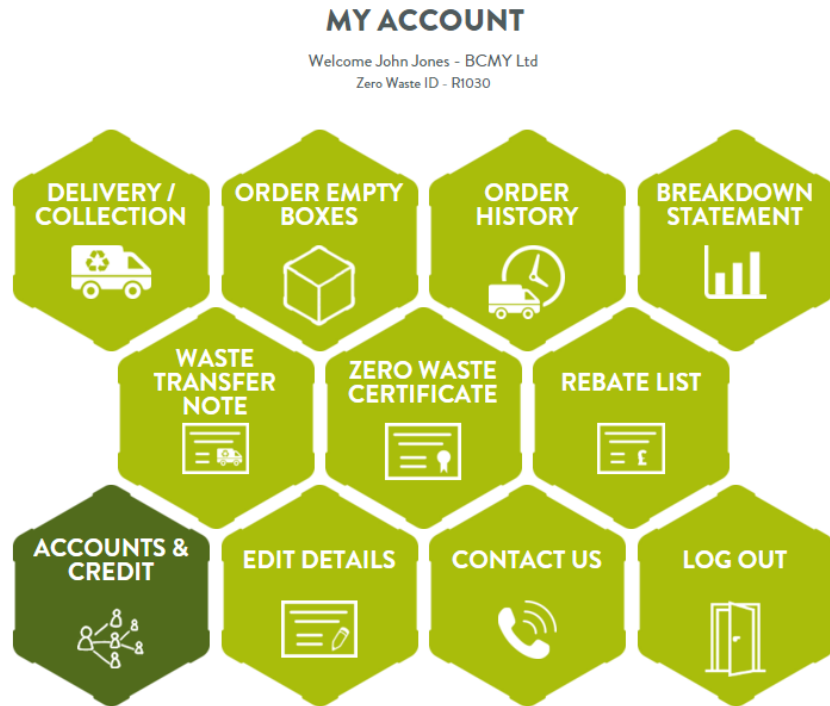 MY ACCOUNT
Welcome John Jones - BCMY Ltd
Zero Waste ID - R1030
DELIVERY /
COLLECTION
ORDER EMPTY
BOXES
ORDER
HISTORY
BREAKDOWN
STATEMENT
WASTE
TRANSFER
NOTE
ZERO WASTE
CERTIFICATE
REBATE LIST
£
ACCOUNTS &
CREDIT
EDIT DETAILS
CONTACT US
LOG OUT